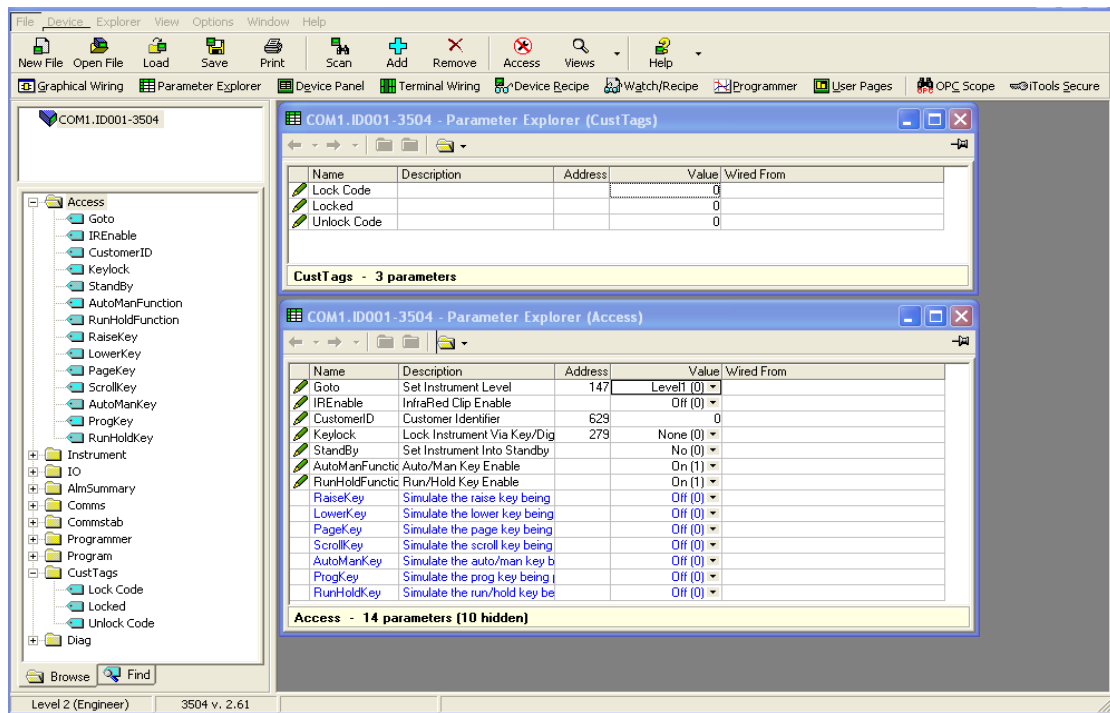 File Device Explorer View Options Window Help
New File Open File Load Save Print Scan Add Remove Access Views Help
Graphical Wiring Parameter Explorer Device Panel Terminal Wiring Device Recipe Watch/Recipe Programmer User Pages OPC Scope iTools Secure
COM1.ID001-3504
Access
Goto
IREnable
CustomerID
Keylock
StandBy
AutoManFunction
RunHoldFunction
RaiseKey
LowerKey
PageKey
ScrollKey
AutoManKey
ProgKey
RunHoldKey
Instrument
IO
AlmSummary
Comms
Commstab
Programmer
Program
CustTags
Lock Code
Locked
Unlock Code
Diag
Browse Find
COM1.ID001-3504 - Parameter Explorer (CustTags)
Name Description Address Value Wired From
Lock Code 0
Locked 0
Unlock Code 0
CustTags - 3 parameters
COM1.ID001-3504 - Parameter Explorer (Access)
Name Description Address Value Wired From
Goto Set Instrument Level 147 Level1 (0)
IREnable InfraRed Clip Enable Off (0)
CustomerID Customer Identifier 629 0
Keylock Lock Instrument Via Key/Dig 279 None (0)
StandBy Set Instrument Into Standby No (0)
AutoManFunctic Auto/Man Key Enable On (1)
RunHoldFunctic Run/Hold Key Enable On (1)
RaiseKey Simulate the raise key being Off (0)
LowerKey Simulate the lower key being Off (0)
PageKey Simulate the page key being Off (0)
ScrollKey Simulate the scroll key being Off (0)
AutoManKey Simulate the auto/man key b Off (0)
ProgKey Simulate the prog key being Off (0)
RunHoldKey Simulate the run/hold key be Off (0)
Access - 14 parameters (10 hidden)
Level 2 (Engineer) 3504 v. 2.61